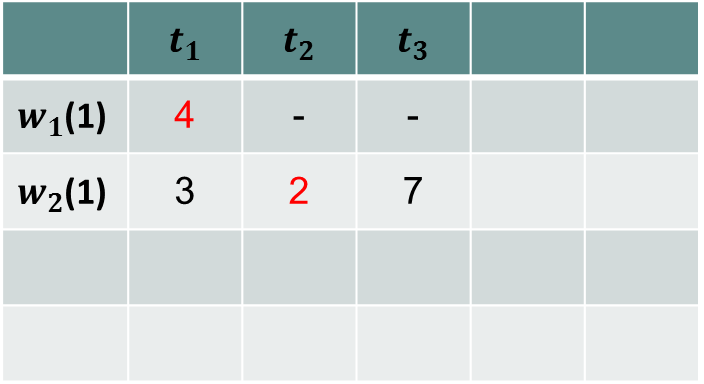 t₁ t₂ t₃
w₁(1) 4 - -
w₂(1) 3 2 7